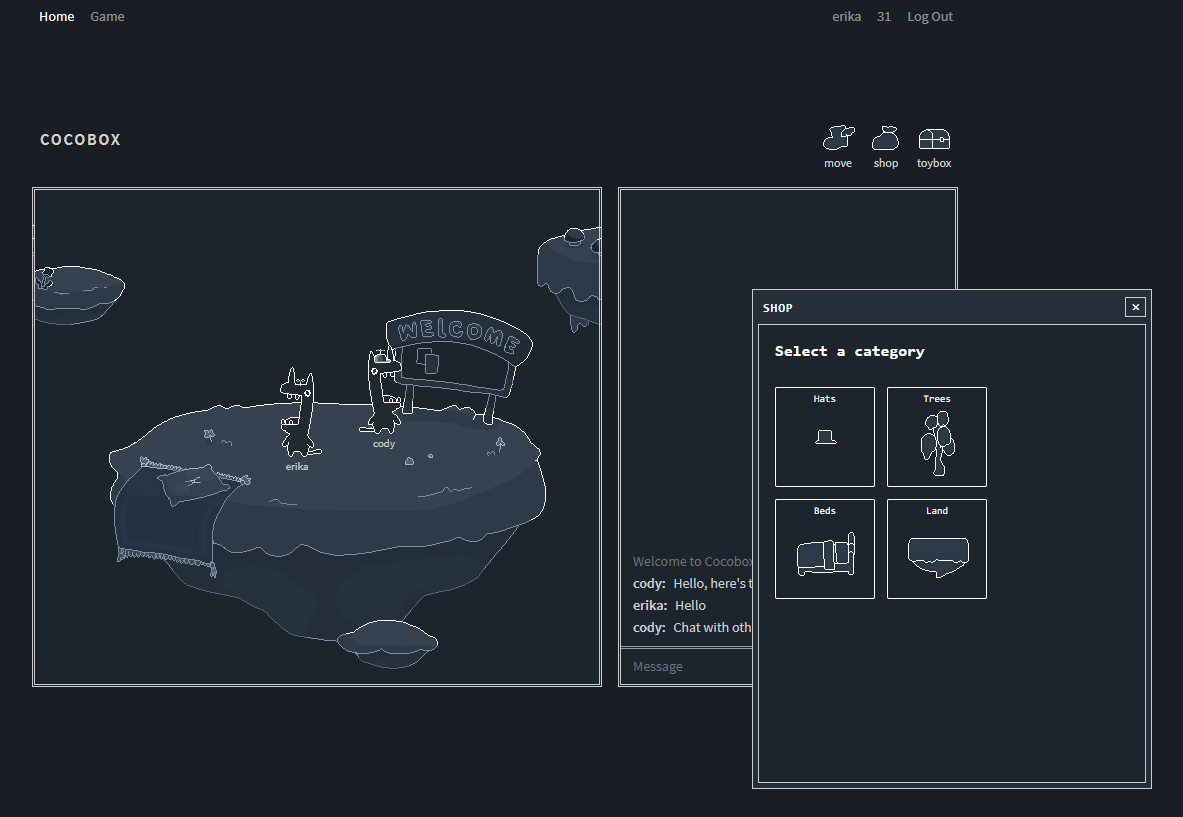 Home Game erika 31 Log Out
COCOBOX
move shop toybox
WELCOME
cody
erika
Welcome to Cocobox
cody: Hello, here's t
erika: Hello
cody: Chat with oth
Message
SHOP
Select a category
Hats Trees
Beds Land